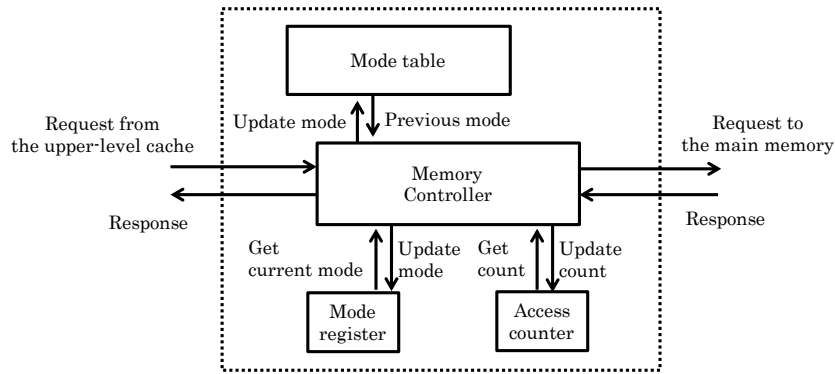 Mode table
Update mode
Previous mode
Request from
the upper-level cache
Request to
the main memory
Memory
Controller
Response
Response
Get
current mode
Update
mode
Get
count
Update
count
Mode
register
Access
counter